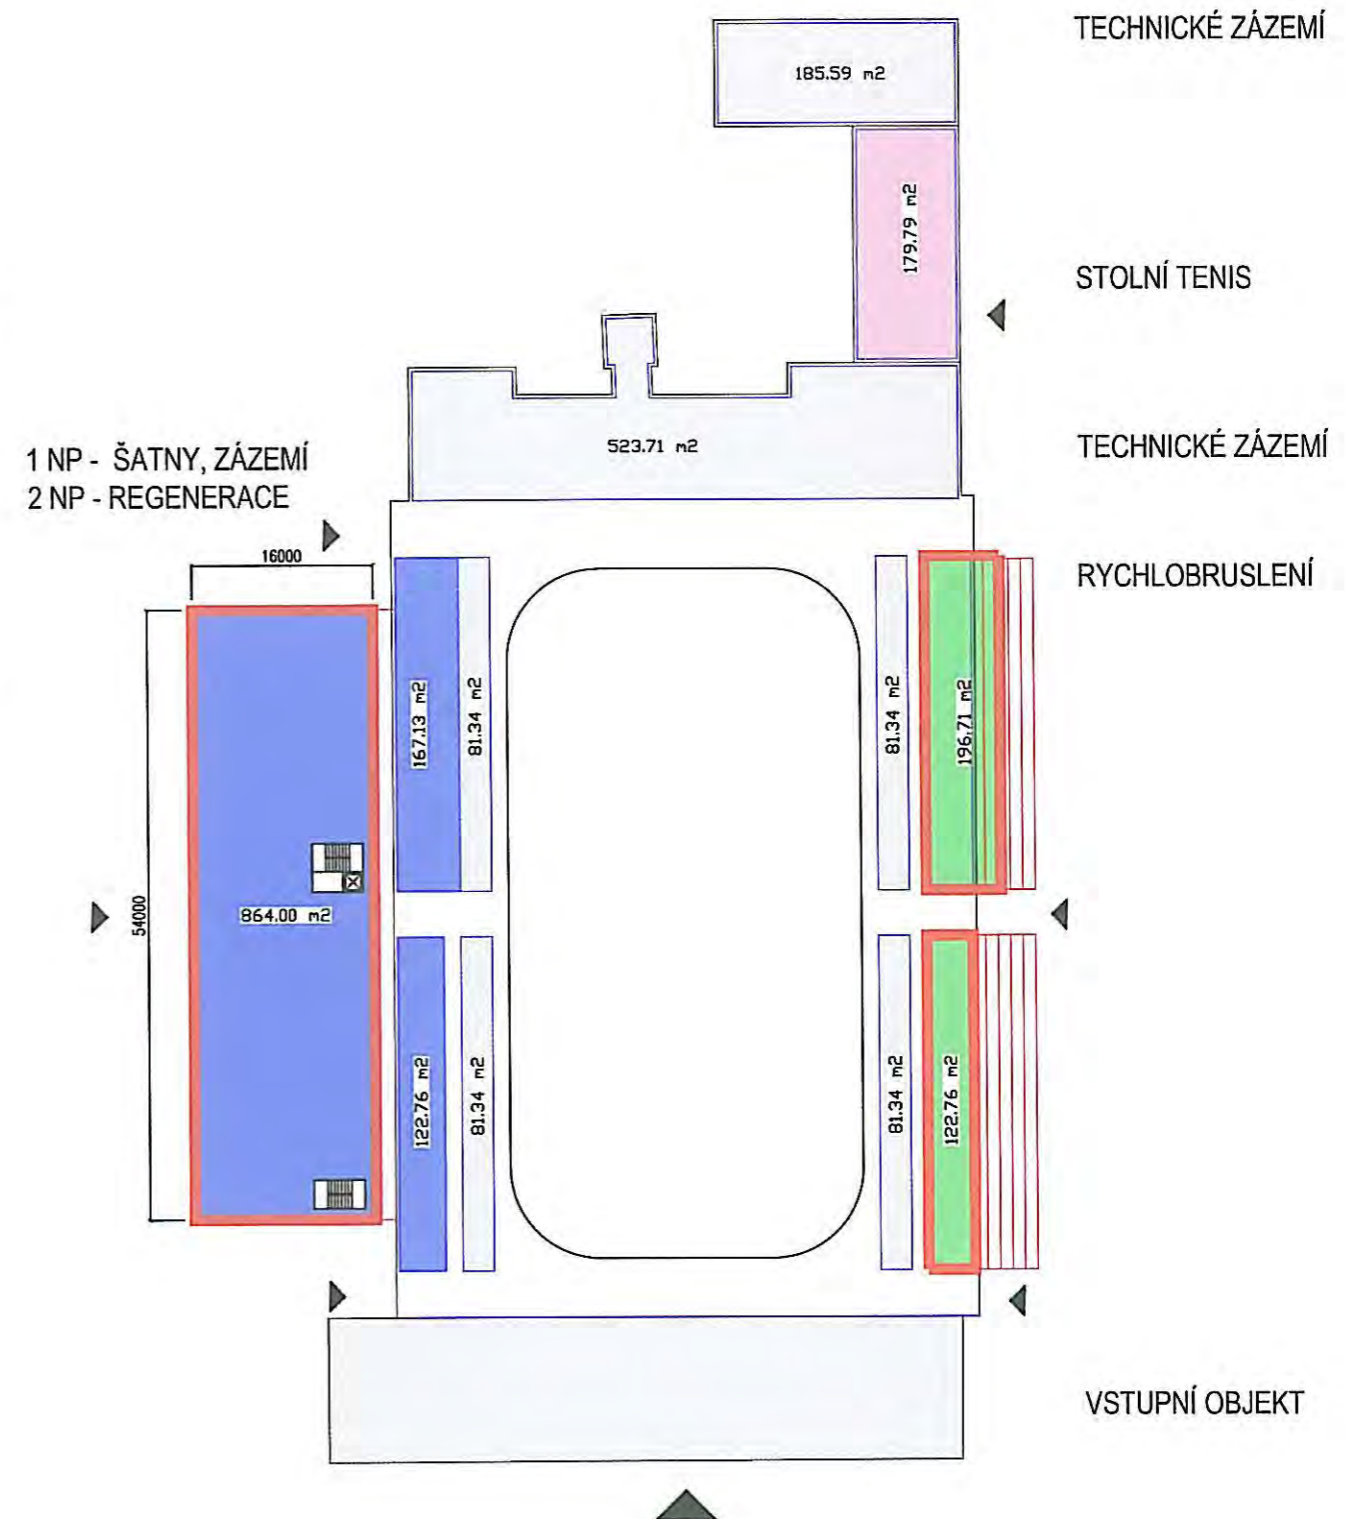 TECHNICKÉ ZÁZEMÍ
185.59 m2
179.79 m2
STOLNÍ TENIS
523.71 m2
TECHNICKÉ ZÁZEMÍ
1 NP - ŠATNY, ZÁZEMÍ
2 NP - REGENERACE
16000
RYCHLOBRUSLENÍ
167.13 m2
81.34 m2
81.34 m2
196.71 m2
54000
864.00 m2
122.76 m2
81.34 m2
81.34 m2
122.76 m2
VSTUPNÍ OBJEKT